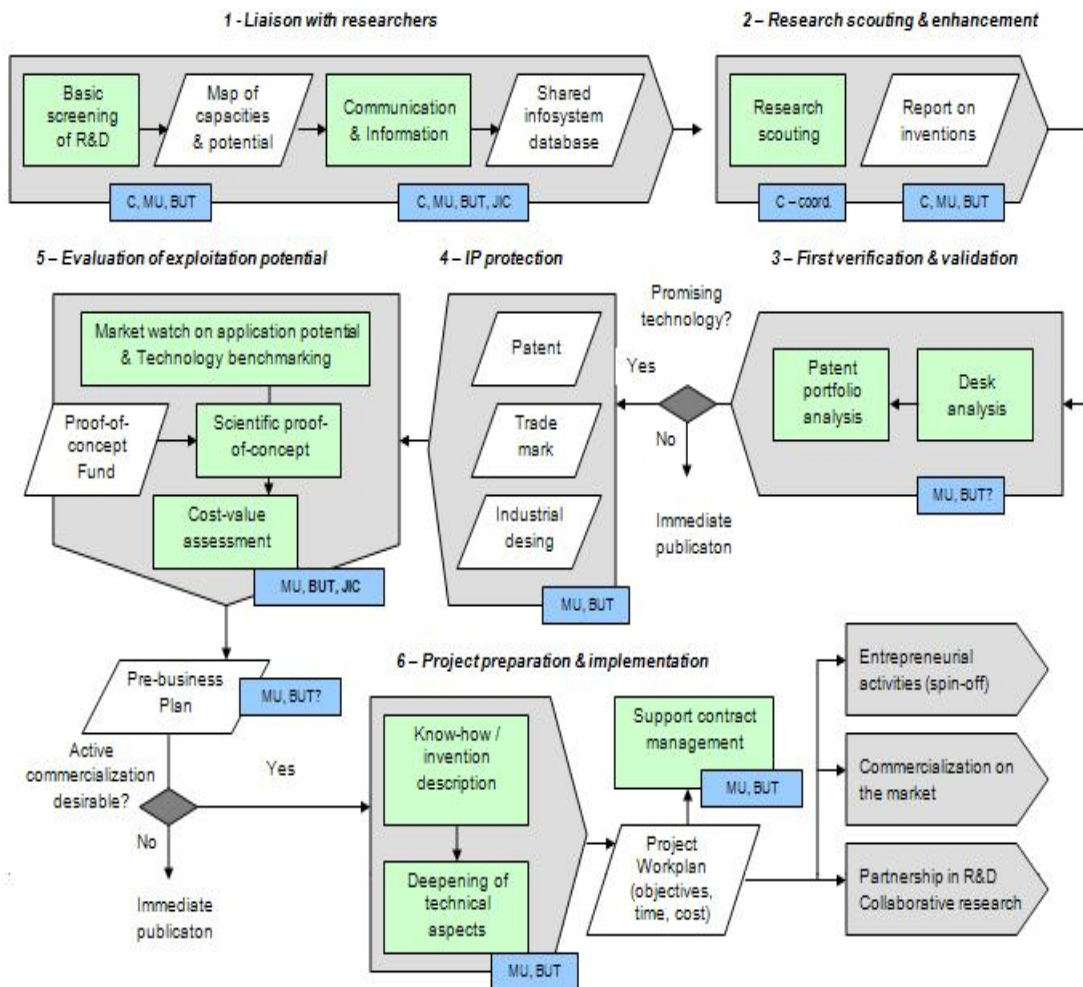 1 - Liaison with researchers
Basic
screening
of R&D
Map of
capacities
& potential
Communication
& Information
Shared
infosystem
database
C, MU, BUT
C, MU, BUT, JIC
2 – Research scouting & enhancement
Research
scouting
Report on
inventions
C – coord.
C, MU, BUT
3 – First verification & validation
Desk
analysis
Patent
portfolio
analysis
MU, BUT?
Promising
technology?
Yes
No
Immediate
publicaton
4 – IP protection
Patent
Trade
mark
Industrial
desing
MU, BUT
5 – Evaluation of exploitation potential
Market watch on application potential
& Technology benchmarking
Proof-of-
concept
Fund
Scientific proof-
of-concept
Cost-value
assessment
MU, BUT, JIC
Pre-business
Plan
MU, BUT?
Active
commercialization
desirable?
Yes
No
Immediate
publicaton
6 – Project preparation & implementation
Know-how /
invention
description
Deepening of
technical
aspects
MU, BUT
Support contract
management
MU, BUT
Project
Workplan
(objectives,
time, cost)
Entrepreneurial
activities (spin-off)
Commercialization on
the market
Partnership in R&D
Collaborative research